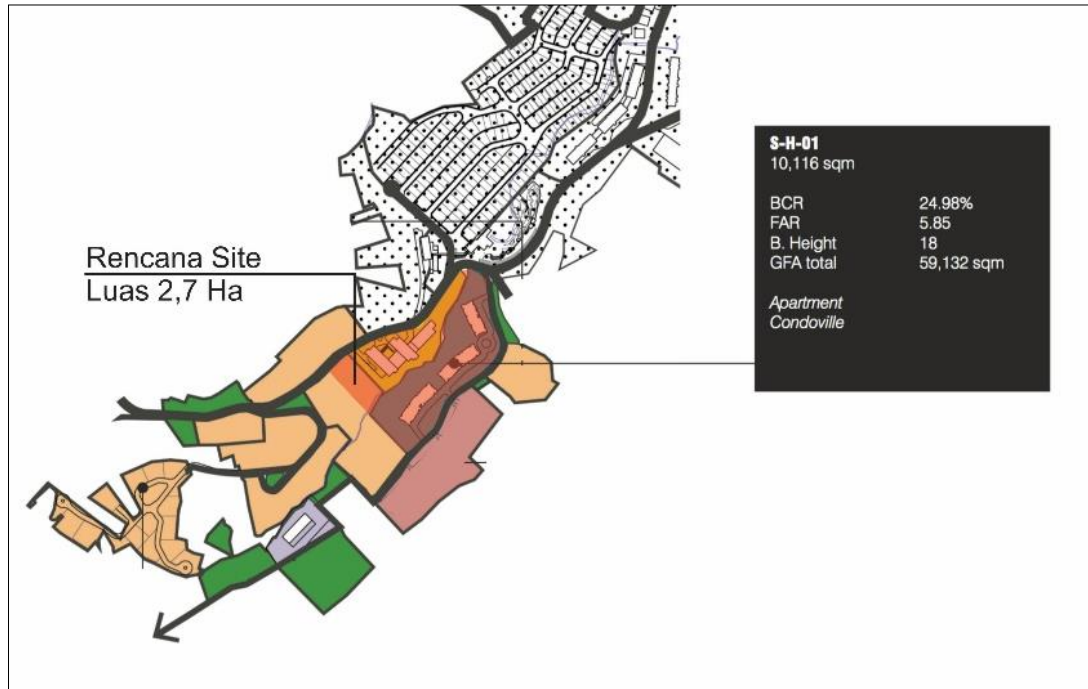 Rencana Site
Luas 2,7 Ha
S-H-01
10,116 sqm
BCR 24.98%
FAR 5.85
B. Height 18
GFA total 59,132 sqm
Apartment
Condoville